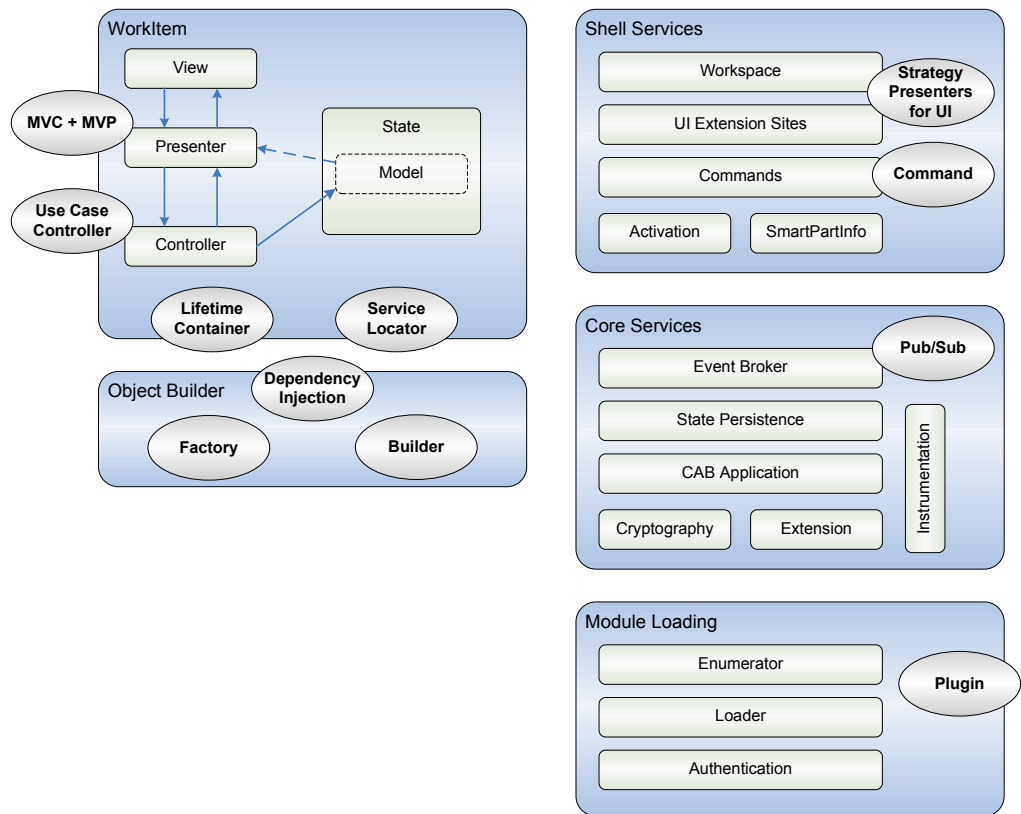 WorkItem
View
MVC + MVP
Presenter
State
Model
Use Case
Controller
Controller
Lifetime
Container
Service
Locator
Object Builder
Dependency
Injection
Factory
Builder
Shell Services
Workspace
Strategy
Presenters
for UI
UI Extension Sites
Commands
Command
Activation
SmartPartInfo
Core Services
Pub/Sub
Event Broker
State Persistence
CAB Application
Cryptography
Extension
Instrumentation
Module Loading
Enumerator
Plugin
Loader
Authentication